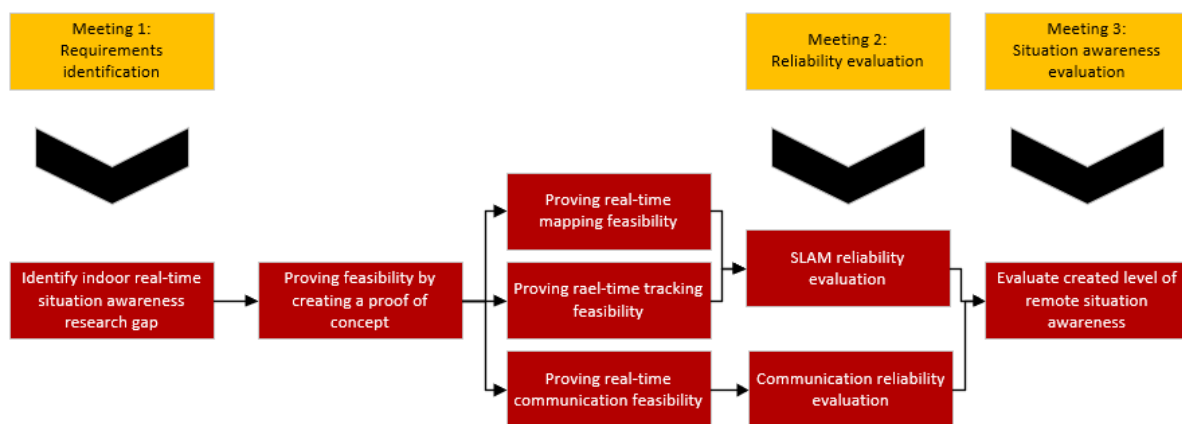 Meeting 1:
Requirements
identification
Meeting 2:
Reliability evaluation
Meeting 3:
Situation awareness
evaluation
Identify indoor real-time
situation awareness
research gap
Proving feasibility by
creating a proof of
concept
Proving real-time
mapping feasibility
Proving rael-time tracking
feasibility
Proving real-time
communication feasibility
SLAM reliability
evaluation
Communication reliability
evaluation
Evaluate created level of
remote situation
awareness